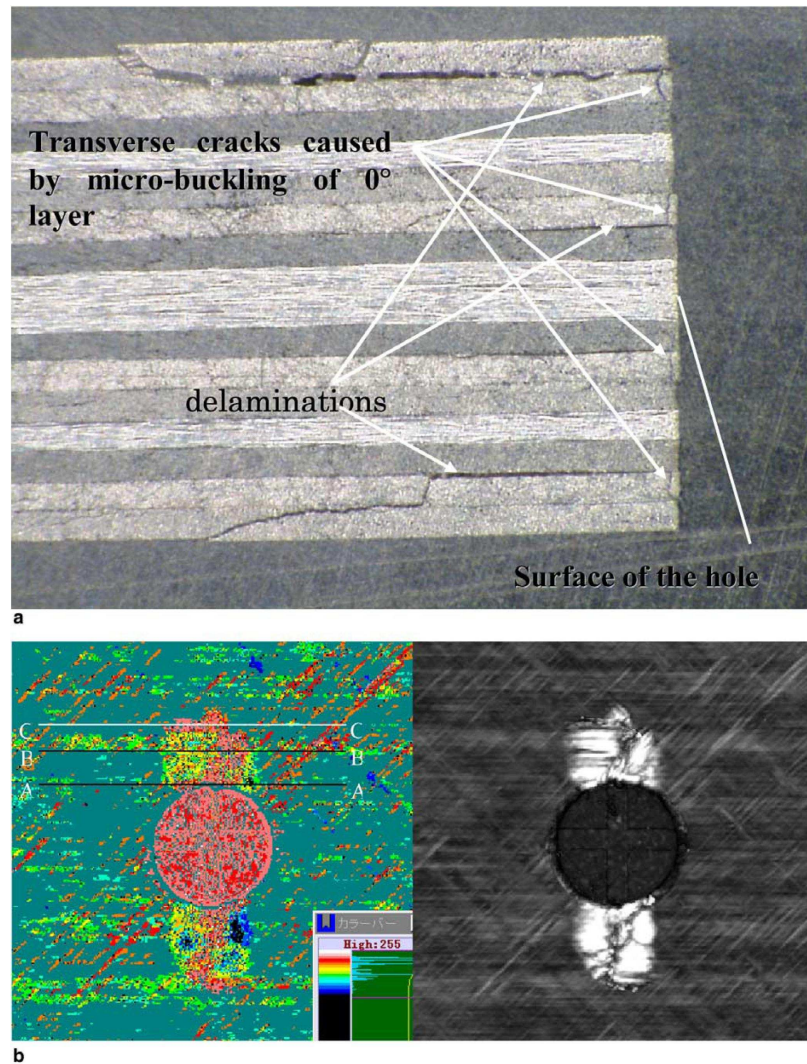 Transverse cracks caused
by micro-buckling of 0°
layer
delaminations
Surface of the hole
a
C C
B B
A A
カラーバー
High:255
b